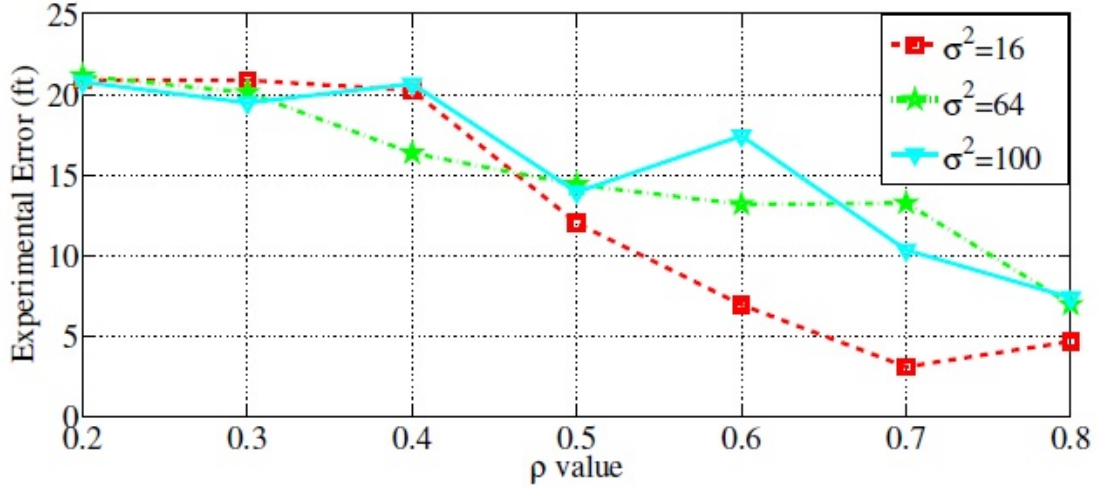 25
20
15
10
5
0
Experimental Error (ft)
σ²=16
σ²=64
σ²=100
0.2 0.3 0.4 0.5 0.6 0.7 0.8
ρ value